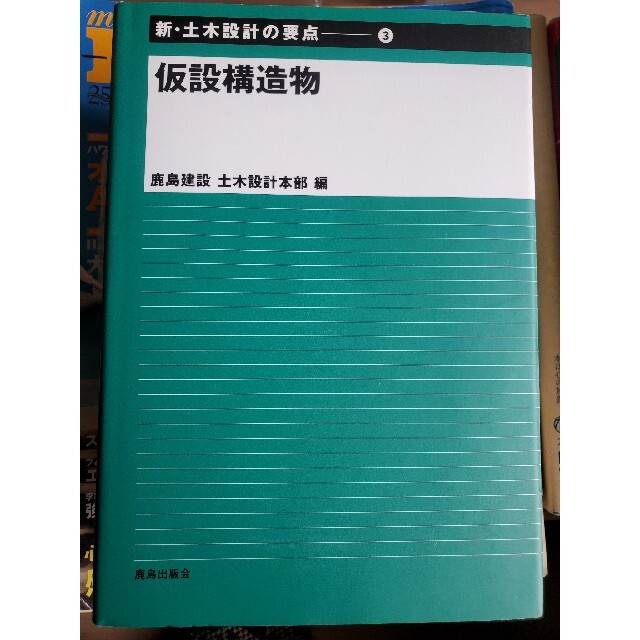 新・土木設計の要点――❸
仮設構造物
鹿島建設 土木設計本部 編
鹿島出版会